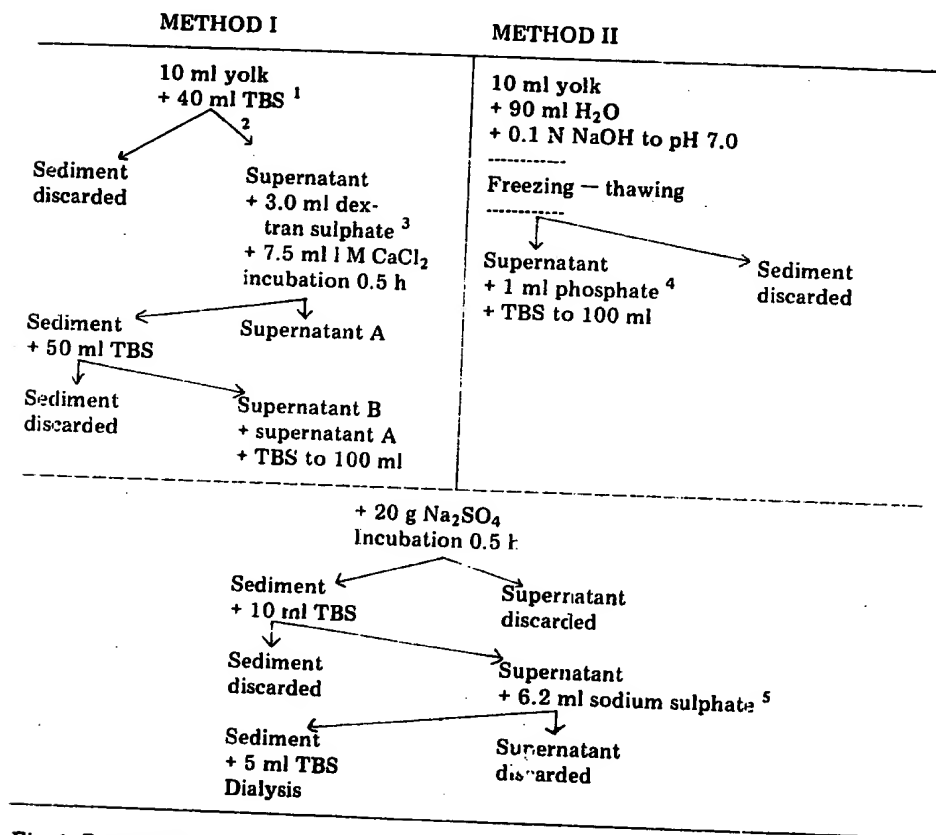 METHOD I
METHOD II
10 ml yolk
+ 40 ml TBS 1
2
Sediment
discarded
Supernatant
+ 3.0 ml dex-
tran sulphate 3
+ 7.5 ml 1 M CaCl2
incubation 0.5 h
Sediment
+ 50 ml TBS
Supernatant A
Sediment
discarded
Supernatant B
+ supernatant A
+ TBS to 100 ml
10 ml yolk
+ 90 ml H2O
+ 0.1 N NaOH to pH 7.0
Freezing — thawing
Supernatant
+ 1 ml phosphate 4
+ TBS to 100 ml
Sediment
discarded
+ 20 g Na2SO4
Incubation 0.5 h
Sediment
+ 10 ml TBS
Supernatant
discarded
Sediment
discarded
Supernatant
+ 6.2 ml sodium sulphate 5
Sediment
+ 5 ml TBS
Dialysis
Supernatant
discarded